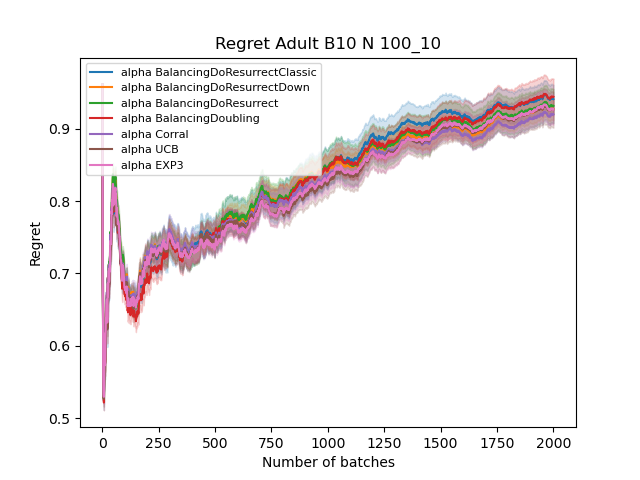 Regret Adult B10 N 100_10
alpha BalancingDoResurrectClassic
alpha BalancingDoResurrectDown
alpha BalancingDoResurrect
alpha BalancingDoubling
alpha Corral
alpha UCB
alpha EXP3
0.9
0.8
0.7
0.6
0.5
Regret
0 250 500 750 1000 1250 1500 1750 2000
Number of batches